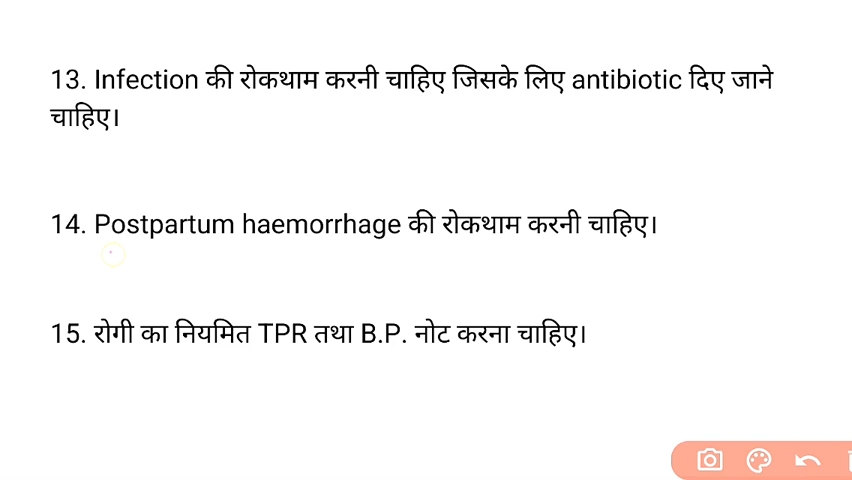 13. Infection की रोकथाम करनी चाहिए जिसके लिए antibiotic दिए जाने
चाहिए।
14. Postpartum haemorrhage की रोकथाम करनी चाहिए।
15. रोगी का नियमित TPR तथा B.P. नोट करना चाहिए।